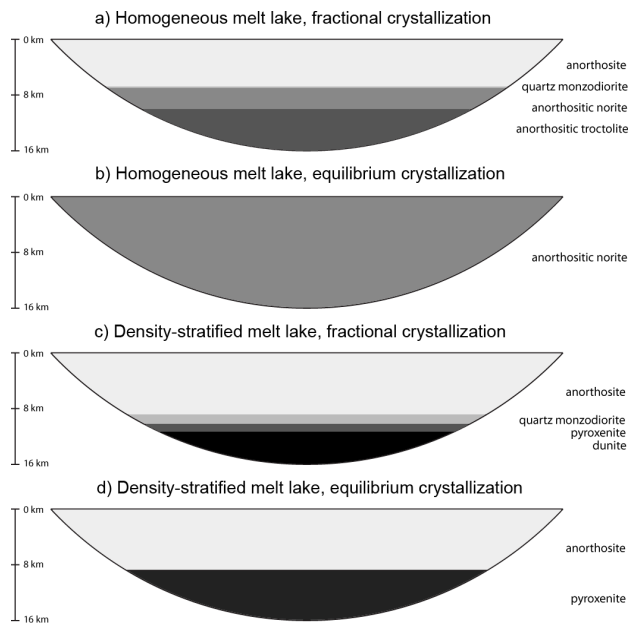 a) Homogeneous melt lake, fractional crystallization
0 km
anorthosite
quartz monzodiorite
8 km
anorthositic norite
anorthositic troctolite
16 km
b) Homogeneous melt lake, equilibrium crystallization
0 km
8 km
anorthositic norite
16 km
c) Density-stratified melt lake, fractional crystallization
0 km
anorthosite
8 km
quartz monzodiorite
pyroxenite
dunite
16 km
d) Density-stratified melt lake, equilibrium crystallization
0 km
anorthosite
8 km
pyroxenite
16 km